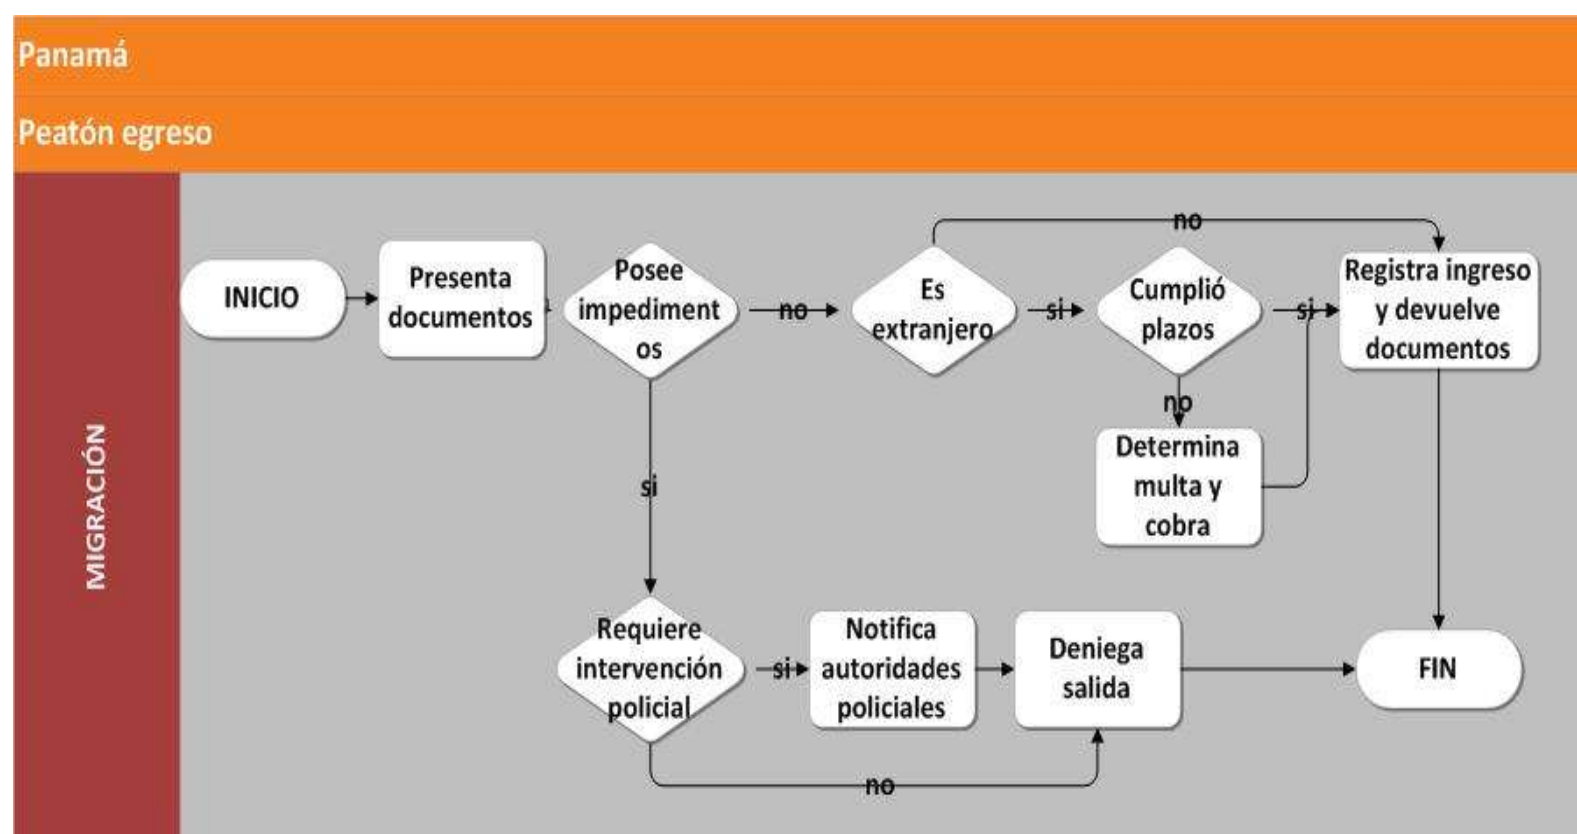 Panamá
Peatón egreso
MIGRACIÓN
INICIO
Presenta
documentos
Posee
impediment
os
no
Es
extranjero
no
si
Cumplió
plazos
si
no
Determina
multa y
cobra
Registra ingreso
y devuelve
documentos
si
Requiere
intervención
policial
si
Notifica
autoridades
policiales
Deniega
salida
no
FIN